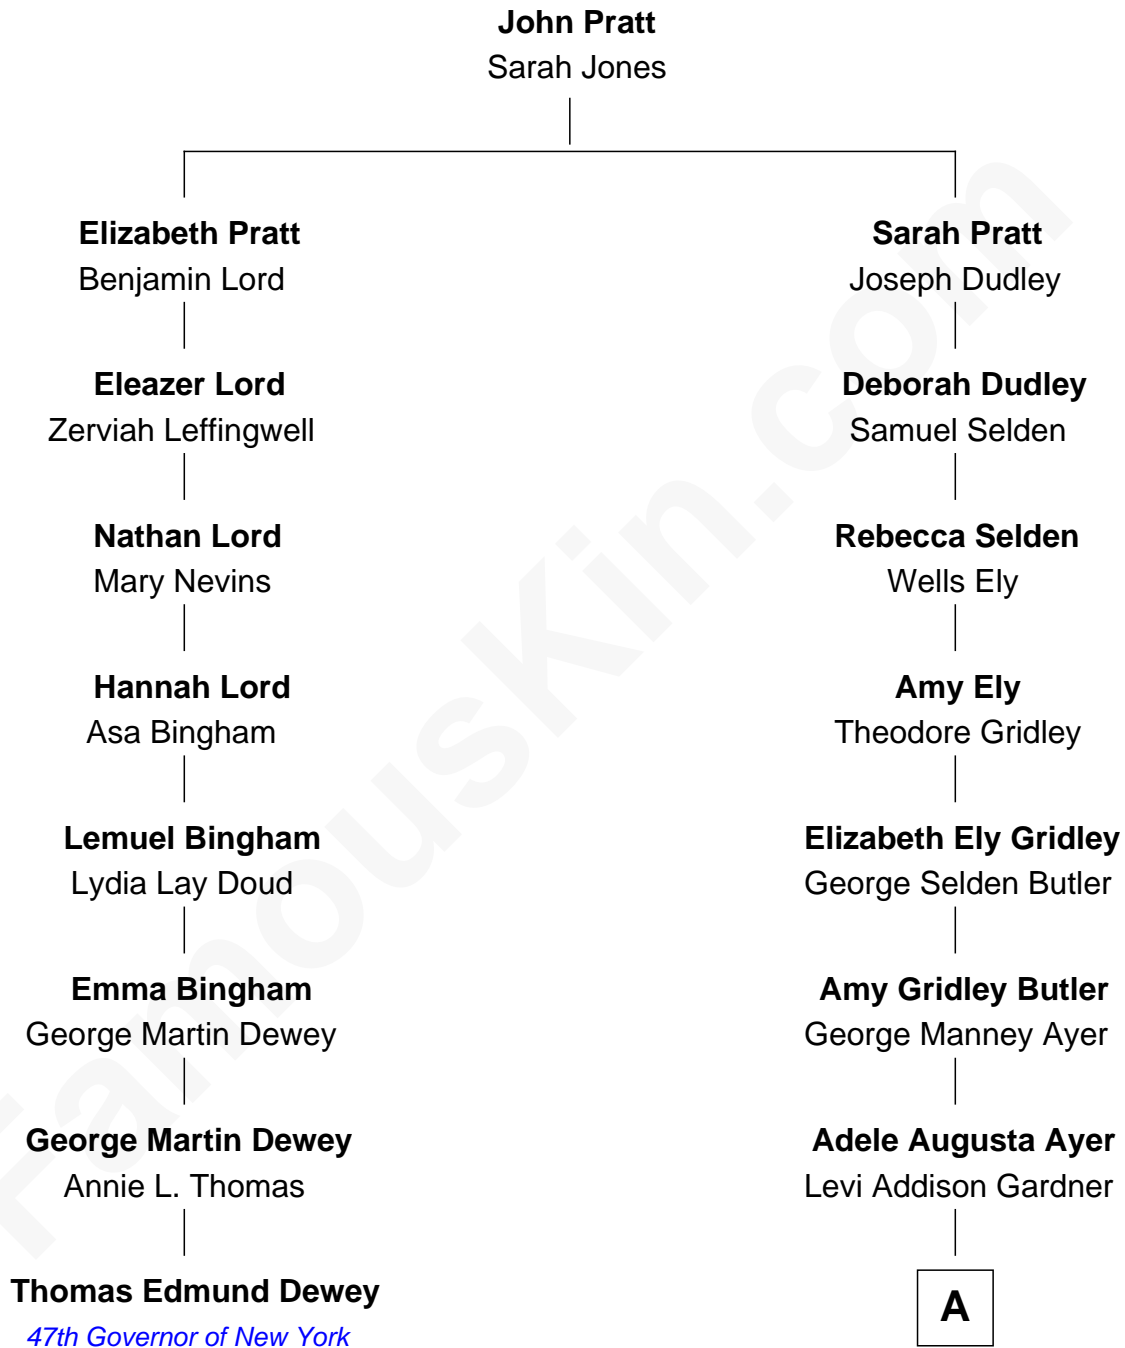 John Pratt
Sarah Jones
Elizabeth Pratt
Benjamin Lord
Sarah Pratt
Joseph Dudley
Eleazer Lord
Zerviah Leffingwell
Deborah Dudley
Samuel Selden
Nathan Lord
Mary Nevins
Rebecca Selden
Wells Ely
Hannah Lord
Asa Bingham
Amy Ely
Theodore Gridley
Lemuel Bingham
Lydia Lay Doud
Elizabeth Ely Gridley
George Selden Butler
Emma Bingham
George Martin Dewey
Amy Gridley Butler
George Manney Ayer
George Martin Dewey
Annie L. Thomas
Adele Augusta Ayer
Levi Addison Gardner
Thomas Edmund Dewey
47th Governor of New York
A
FamousKin.com